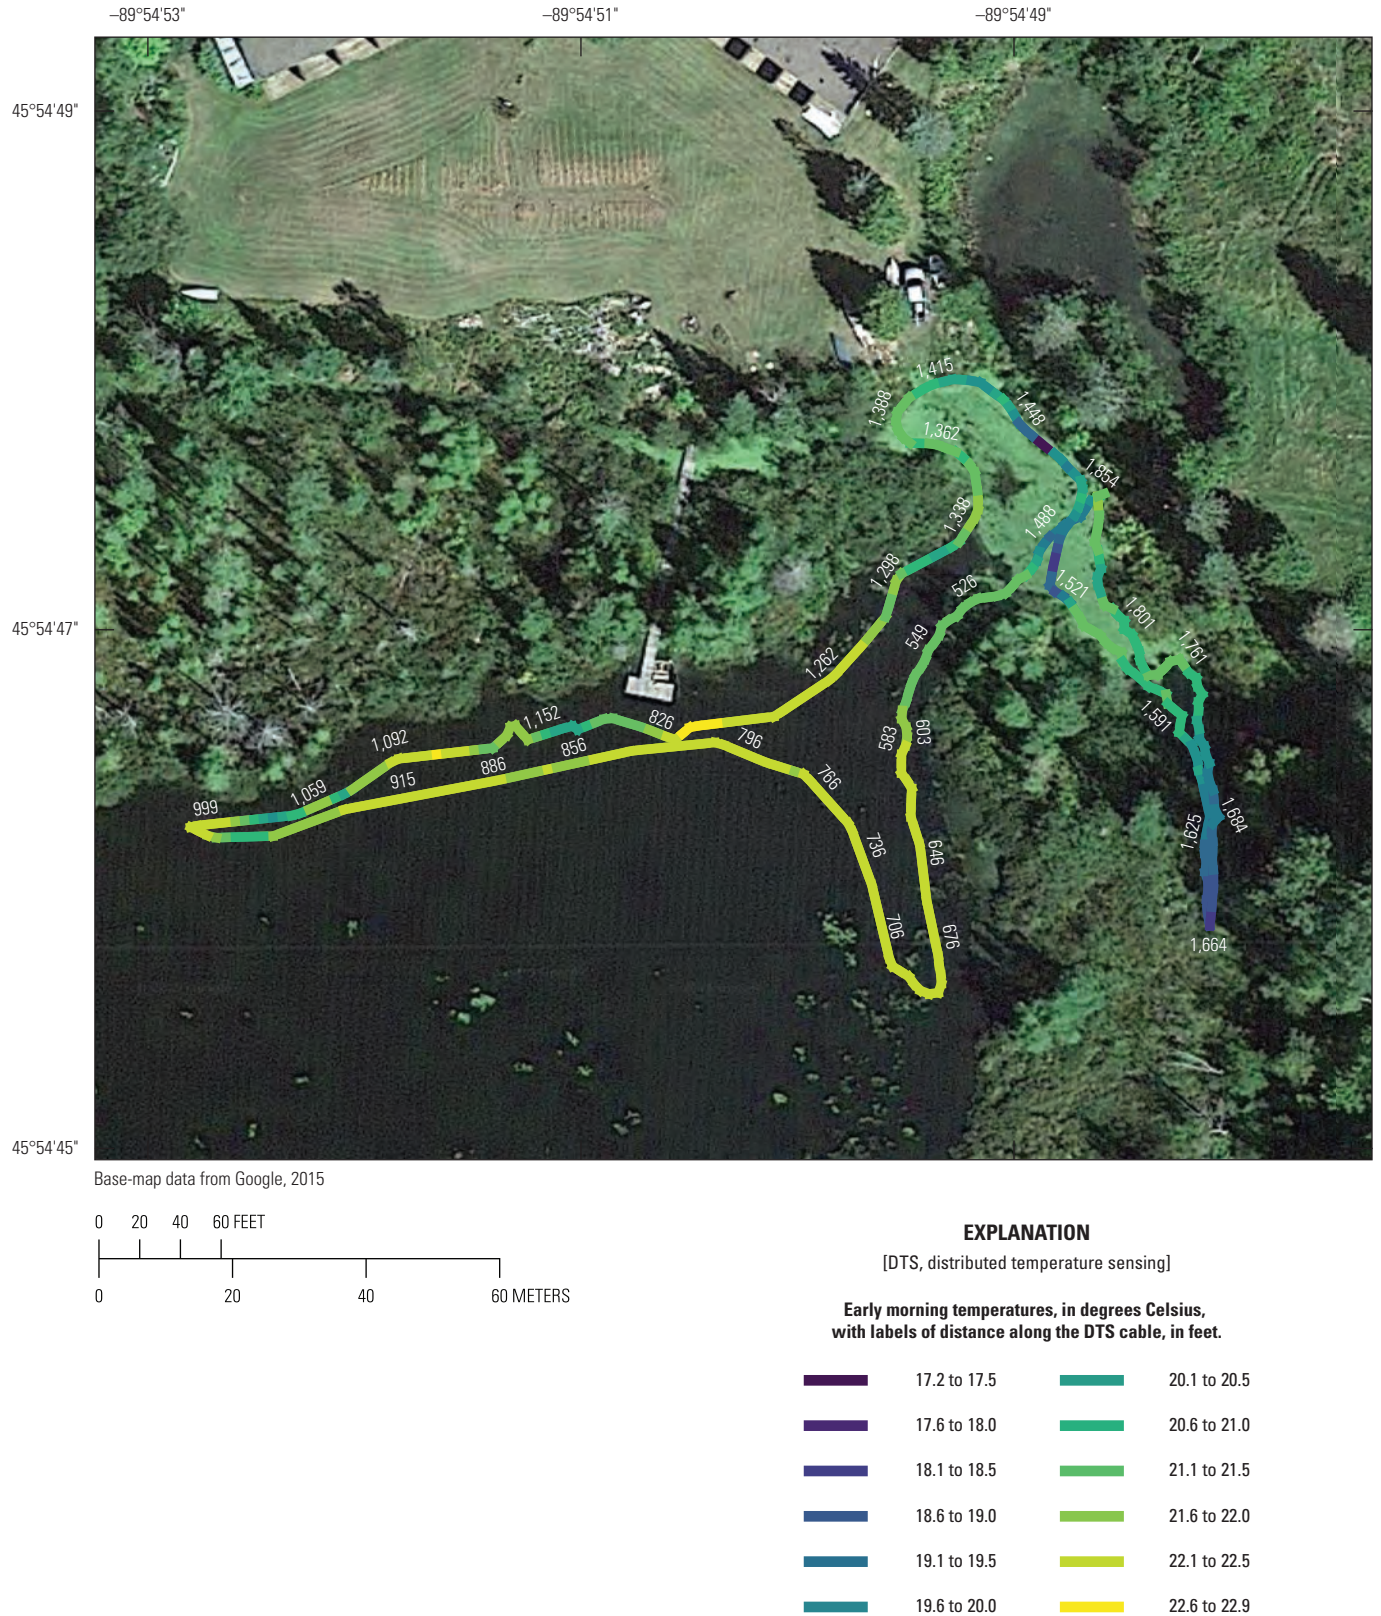 –89°54'53" –89°54'51" –89°54'49"
45°54'49"
45°54'47"
45°54'45"
1,415
1,388
1,448
1,362
1,854
1,338
1,488
1,298
526
1,521
549
1,801
1,262
1,761
583
603
1,591
826
796
1,152
1,092
856
886
915
766
1,059
999
736
646
1,625
1,684
706
676
1,664
Base-map data from Google, 2015
0 20 40 60 FEET
0 20 40 60 METERS
EXPLANATION
[DTS, distributed temperature sensing]
Early morning temperatures, in degrees Celsius,
with labels of distance along the DTS cable, in feet.
17.2 to 17.5
17.6 to 18.0
18.1 to 18.5
18.6 to 19.0
19.1 to 19.5
19.6 to 20.0
20.1 to 20.5
20.6 to 21.0
21.1 to 21.5
21.6 to 22.0
22.1 to 22.5
22.6 to 22.9